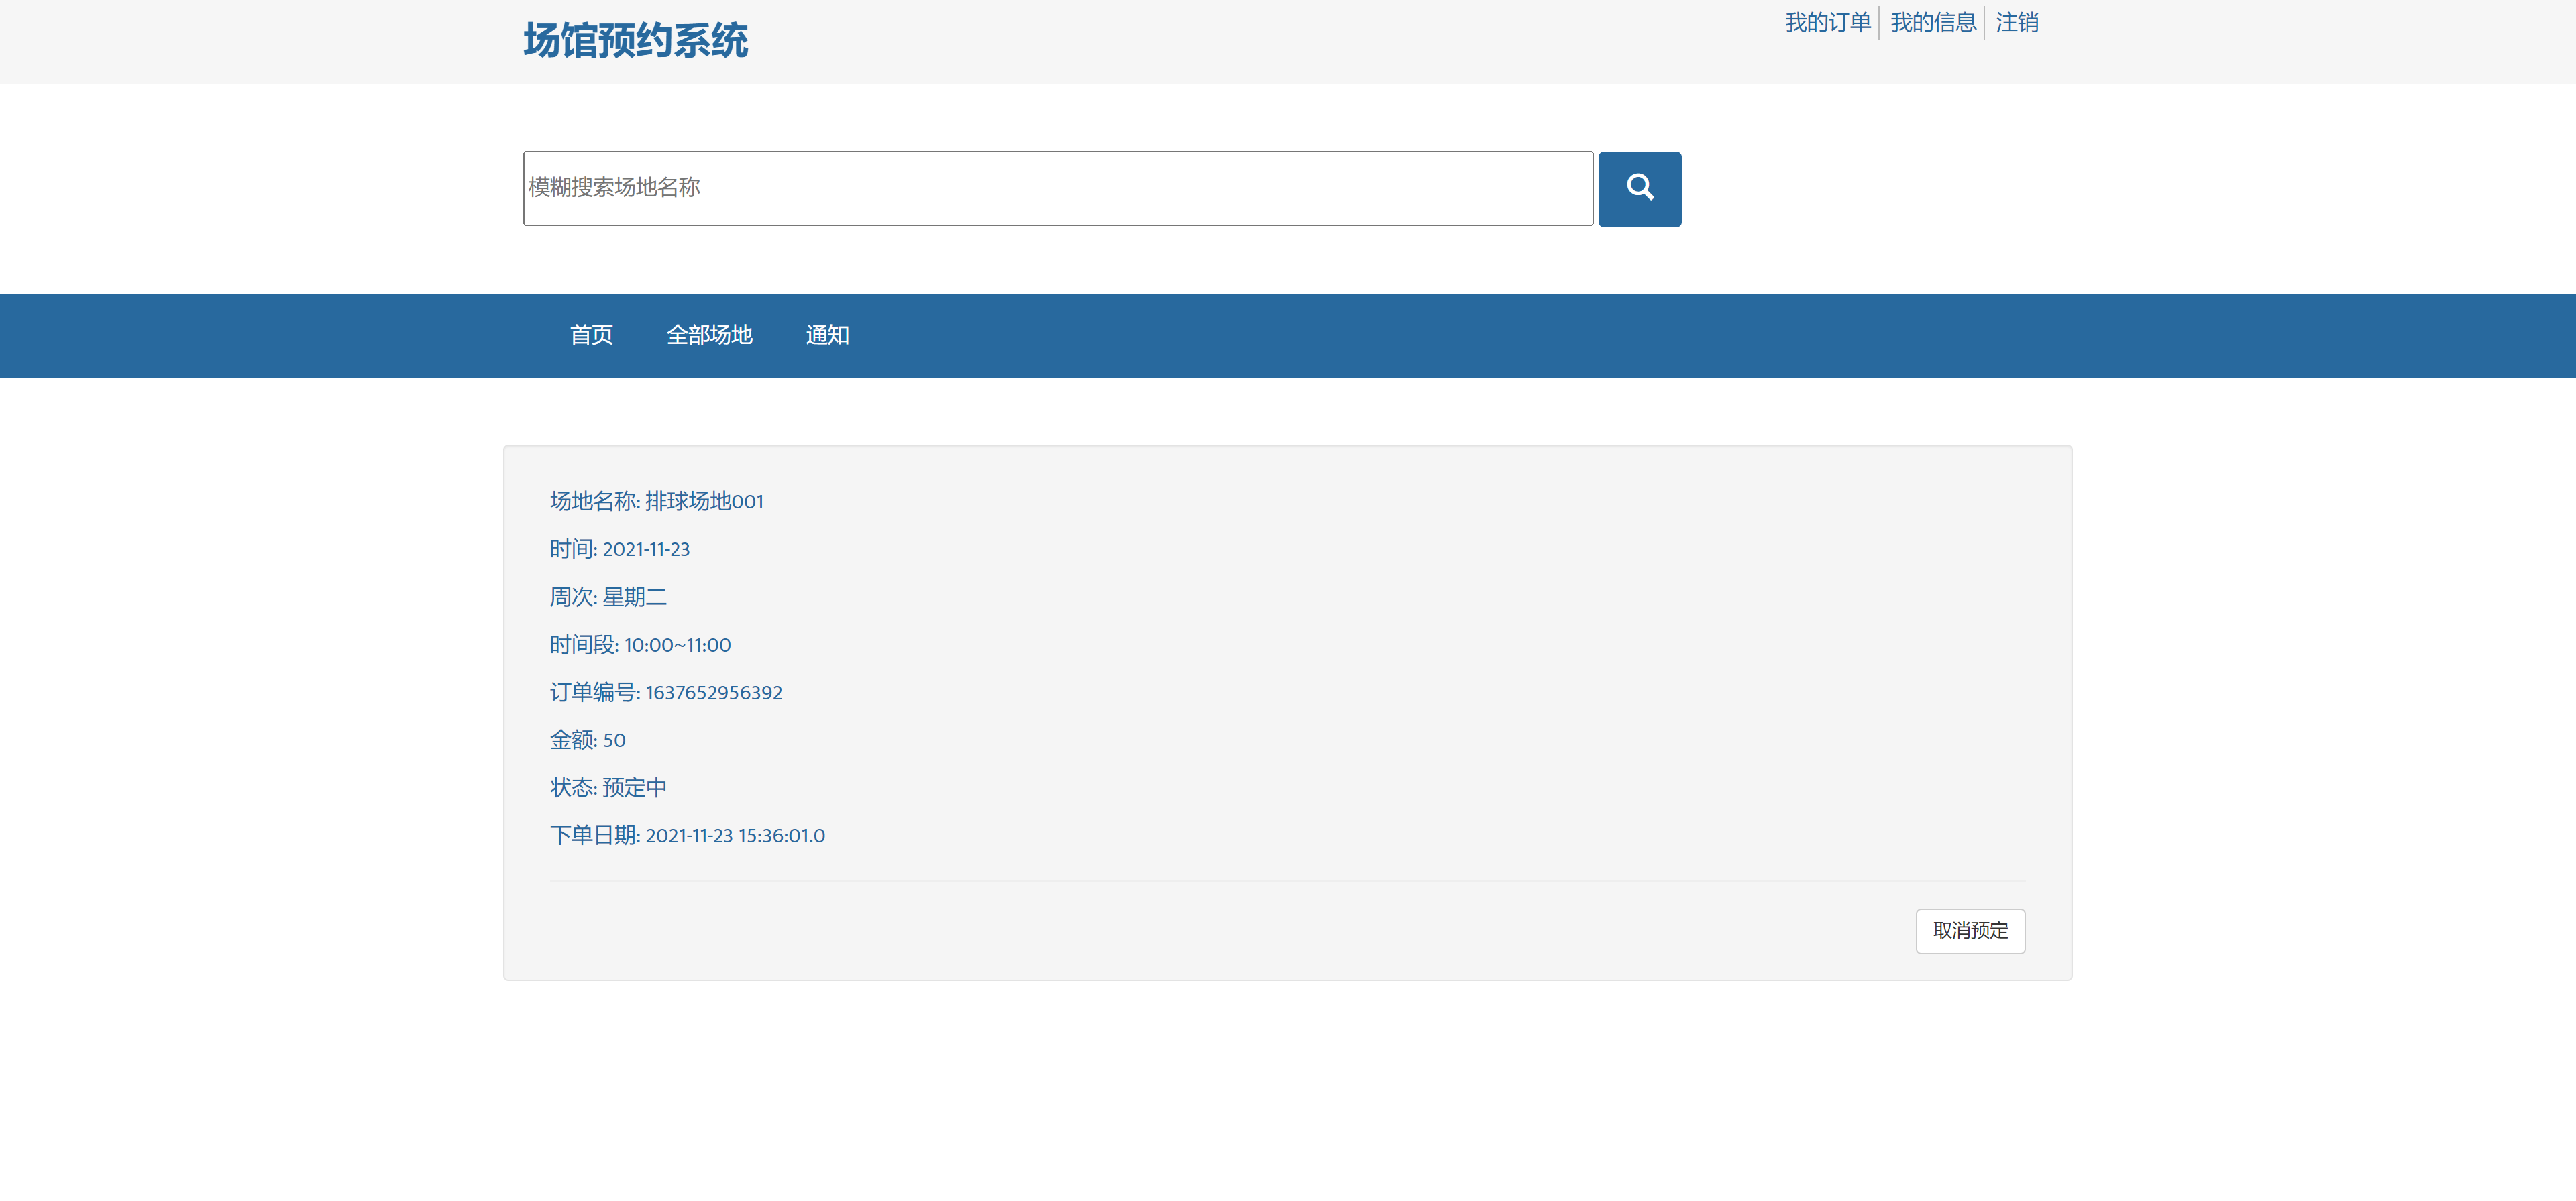 场馆预约系统
我的订单 我的信息 注销
模糊搜索场地名称
首页 全部场地 通知
场地名称: 排球场地001
时间: 2021-11-23
周次: 星期二
时间段: 10:00~11:00
订单编号: 1637652956392
金额: 50
状态: 预定中
下单日期: 2021-11-23 15:36:01.0
取消预定